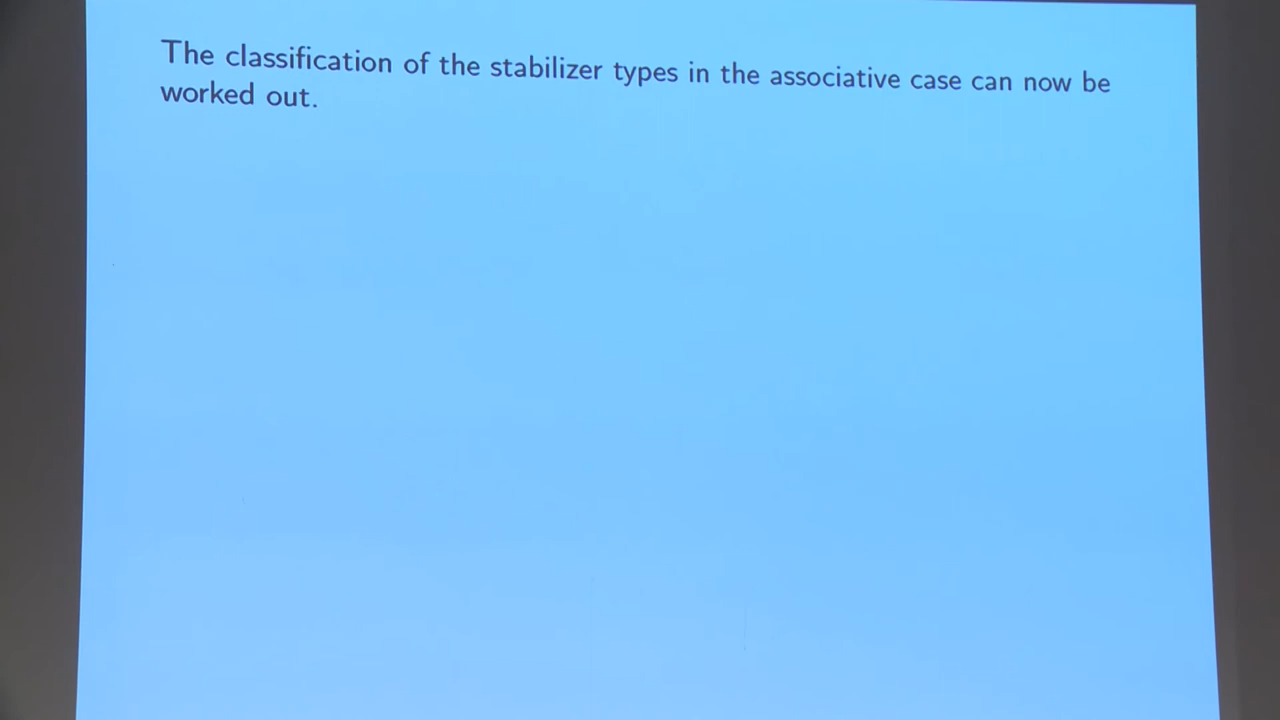 The classification of the stabilizer types in the associative case can now be
worked out.